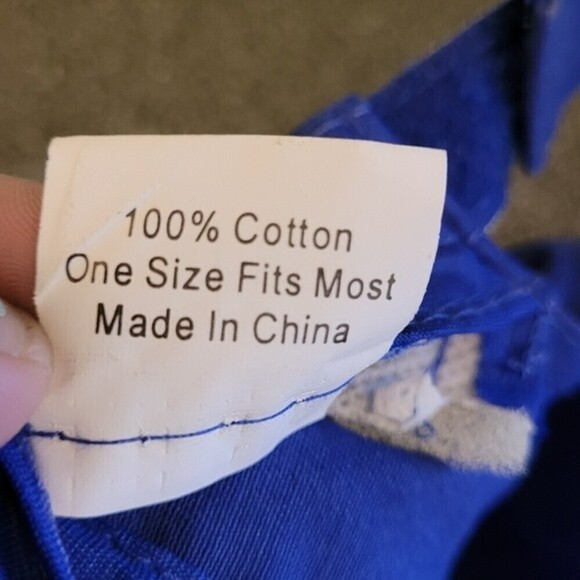 100% Cotton
One Size Fits Most
Made In China